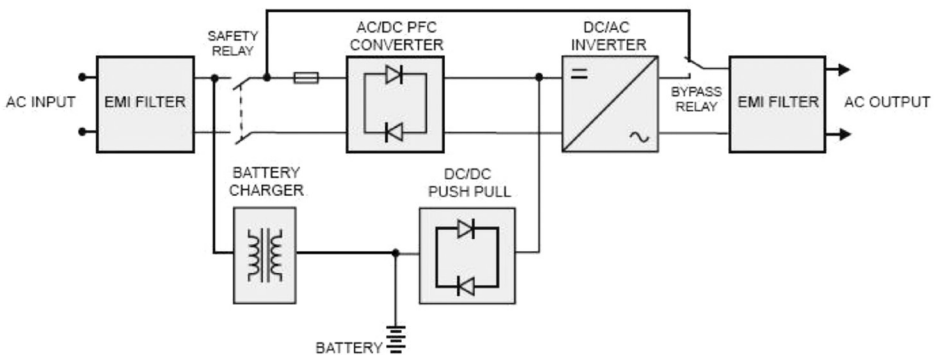 SAFETY
RELAY
AC/DC PFC
CONVERTER
DC/AC
INVERTER
AC INPUT
EMI FILTER
BYPASS
RELAY
EMI FILTER
AC OUTPUT
BATTERY
CHARGER
DC/DC
PUSH PULL
BATTERY